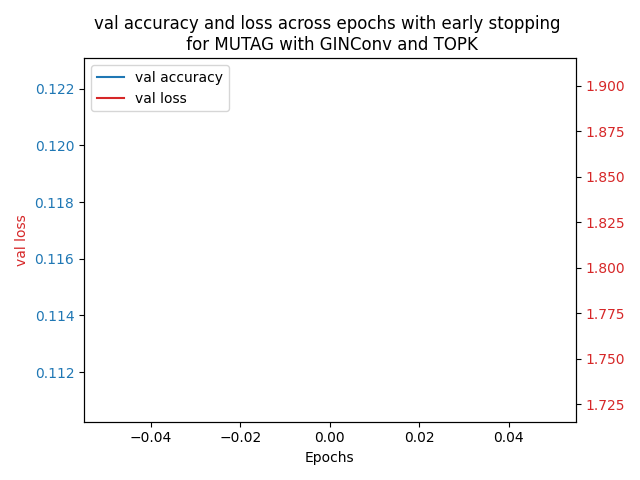 val accuracy and loss across epochs with early stopping
for MUTAG with GINConv and TOPK
val accuracy
val loss
0.122
0.120
0.118
0.116
0.114
0.112
val loss
1.900
1.875
1.850
1.825
1.800
1.775
1.750
1.725
−0.04 −0.02 0.00 0.02 0.04
Epochs